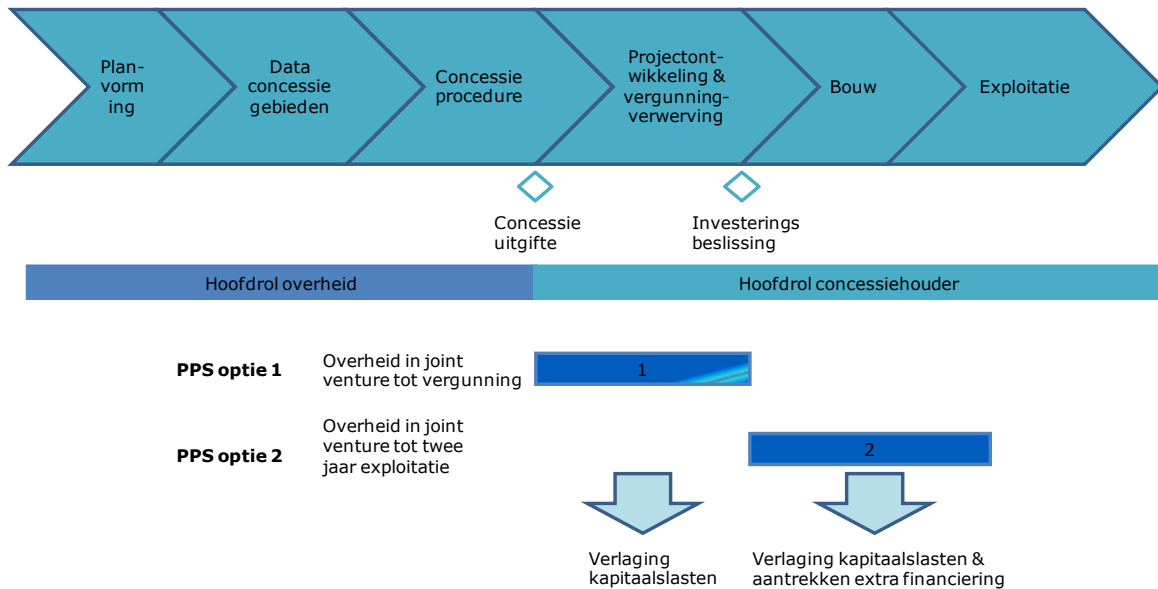 Plan-
vorm
ing
Data
concessie
gebieden
Concessie
procedure
Projectont-
wikkeling &
vergunning-
verwerving
Bouw
Exploitatie
Concessie
uitgifte
Investerings
beslissing
Hoofdrol overheid
Hoofdrol concessiehouder
PPS optie 1
Overheid in joint
venture tot vergunning
1
PPS optie 2
Overheid in joint
venture tot twee
jaar exploitatie
2
Verlaging
kapitaalslasten
Verlaging kapitaalslasten &
aantrekken extra financiering